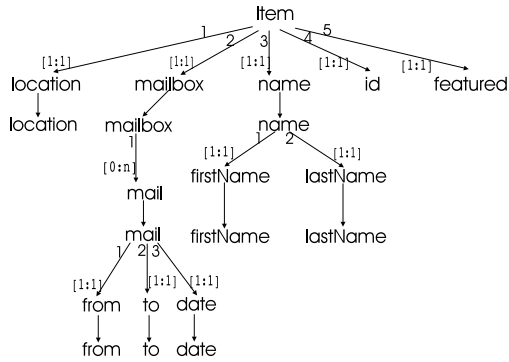 Item
1 2 3 4 5
[1:1] [1:1] [1:1] [1:1] [1:1]
location mailbox name id featured
location mailbox name
1 1 2
[0:n] [1:1] [1:1]
mail firstName lastName
mail firstName lastName
1 2 3
[1:1] [1:1] [1:1]
from to date
from to date